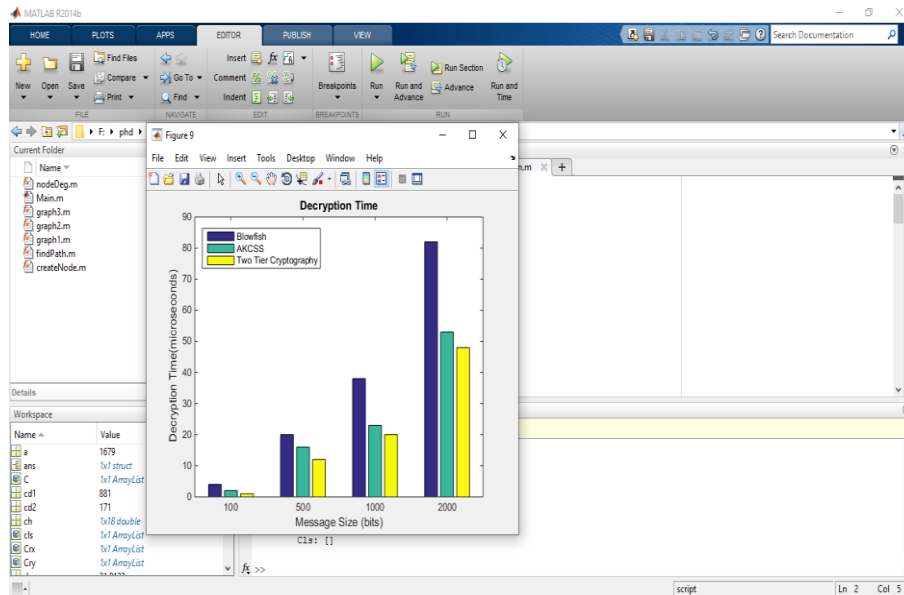 MATLAB R2014b
HOME PLOTS APPS EDITOR PUBLISH VIEW
Search Documentation
New Open Save
Find Files
Compare
Print
Go To
Find
Insert
Comment
Indent
Breakpoints
Run
Run and Advance
Run Section
Advance
Run and Time
FILE NAVIGATE EDIT BREAKPOINTS RUN
F: phd
Current Folder
Name
nodeDeg.m
Main.m
graph3.m
graph2.m
graph1.m
findPath.m
createNode.m
Details
Workspace
Name Value
a 1679
ans 1x1 struct
C 1x1 ArrayList
cd1 881
cd2 171
ch 1x18 double
cls 1x1 ArrayList
Crx 1x1 ArrayList
Cry 1x1 ArrayList
Figure 9
File Edit View Insert Tools Desktop Window Help
Decryption Time
Blowfish
AKCSS
Two Tier Cryptography
Decryption Time(microseconds)
90
80
70
60
50
40
30
20
10
0
100 500 1000 2000
Message Size (bits)
Cls: []
fx >>
script Ln 2 Col 5